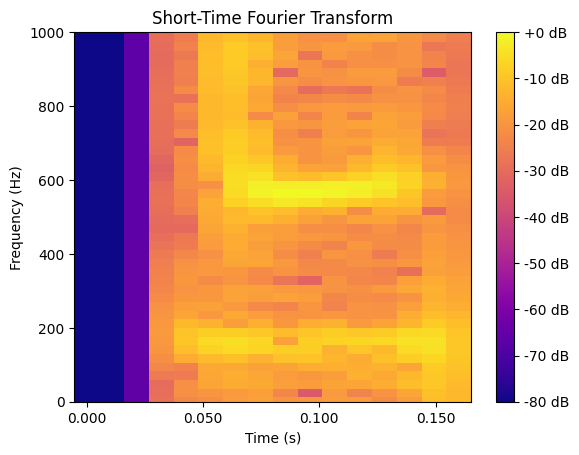 Short-Time Fourier Transform
Frequency (Hz)
1000
800
600
400
200
0
0.000
0.050
0.100
0.150
Time (s)
+0 dB
-10 dB
-20 dB
-30 dB
-40 dB
-50 dB
-60 dB
-70 dB
-80 dB